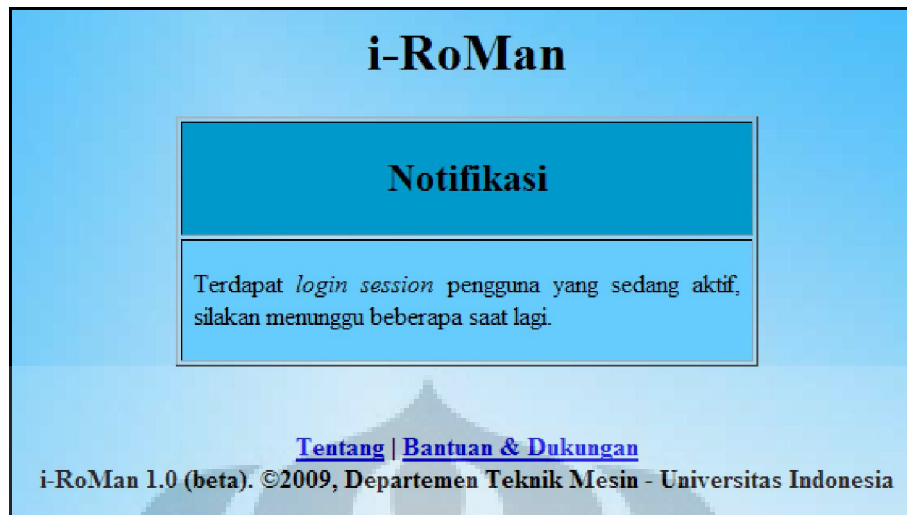 i-RoMan
Notifikasi
Terdapat login session pengguna yang sedang aktif,
silakan menunggu beberapa saat lagi.
Tentang | Bantuan & Dukungan
i-RoMan 1.0 (beta). ©2009, Departemen Teknik Mesin - Universitas Indonesia